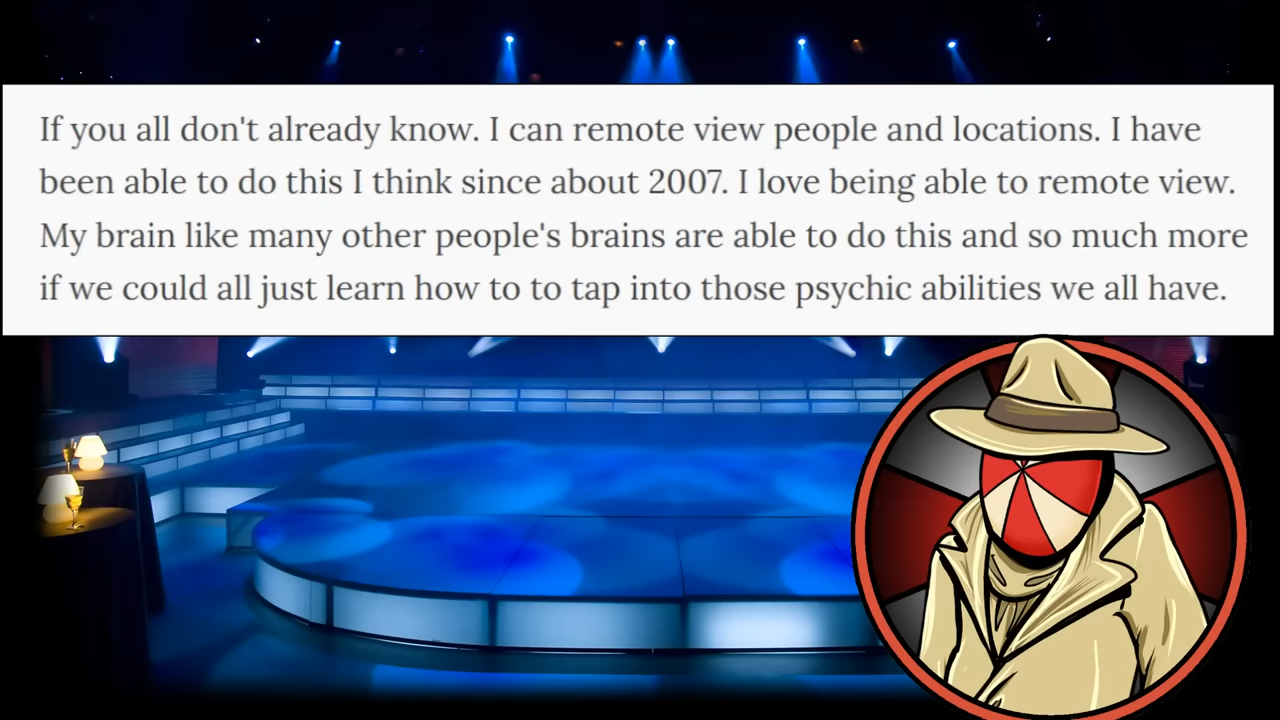 If you all don't already know. I can remote view people and locations. I have
been able to do this I think since about 2007. I love being able to remote view.
My brain like many other people's brains are able to do this and so much more
if we could all just learn how to to tap into those psychic abilities we all have.